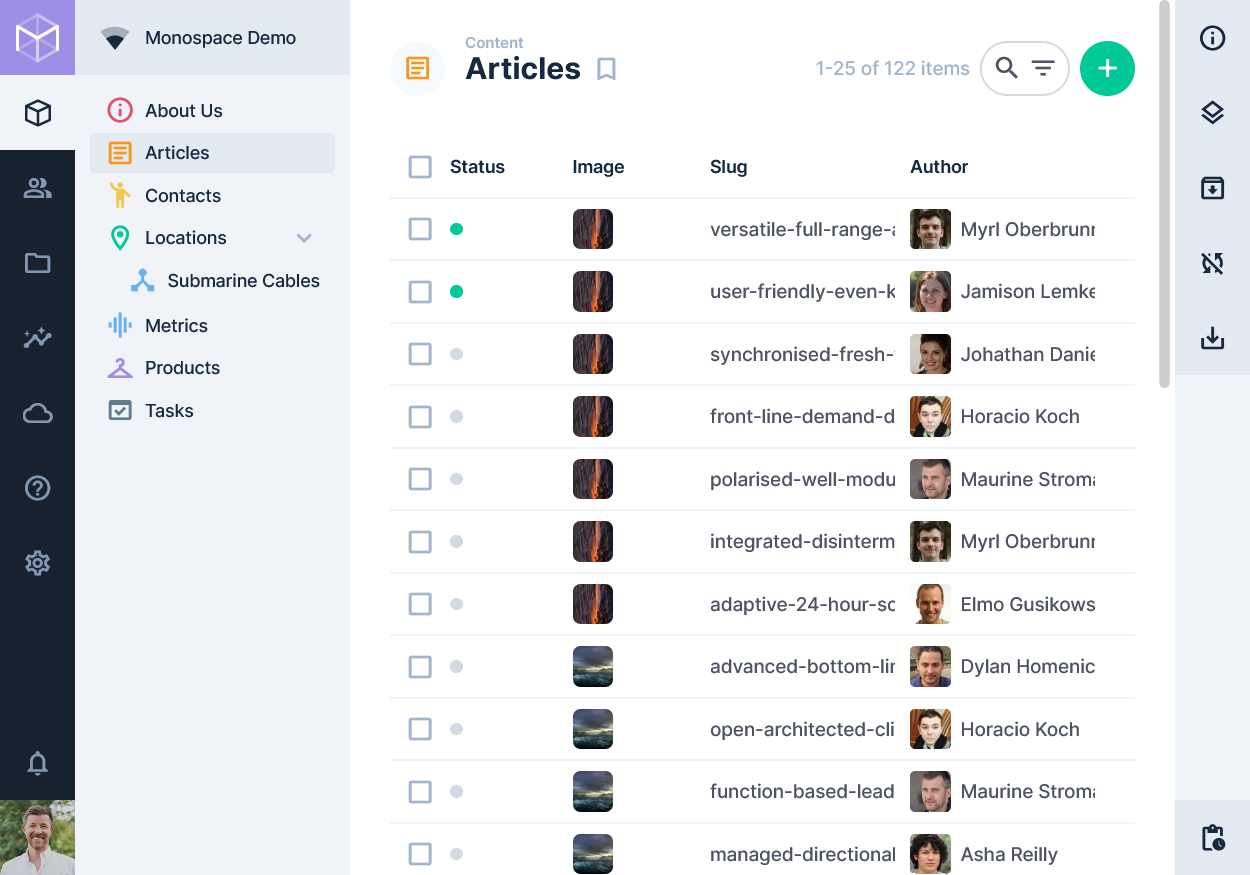 Monospace Demo
About Us
Articles
Contacts
Locations
Submarine Cables
Metrics
Products
Tasks
Content
Articles
1-25 of 122 items
Status Image Slug Author
versatile-full-range- Myrl Oberbrun
user-friendly-even-k Jamison Lemke
synchronised-fresh- Johathan Danie
front-line-demand-d Horacio Koch
polarised-well-modu Maurine Stroma
integrated-disinterm Myrl Oberbrun
adaptive-24-hour-sc Elmo Gusikows
advanced-bottom-lin Dylan Homenic
open-architected-cli Horacio Koch
function-based-lead Maurine Stroma
managed-directional Asha Reilly